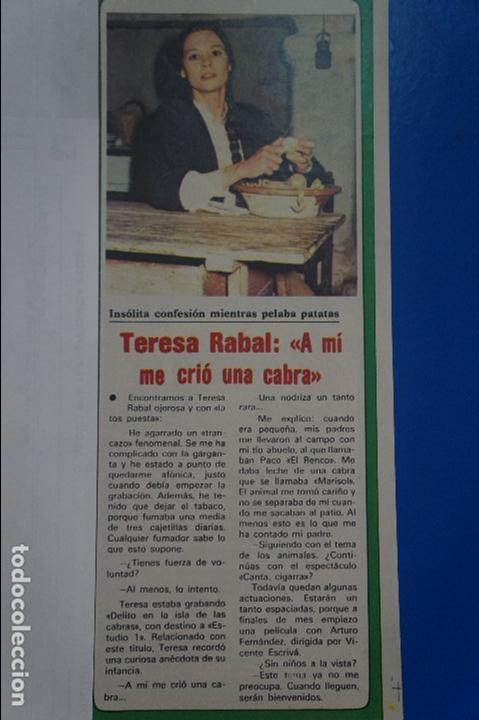 Insólita confesión mientras pelaba patatas
Teresa Rabal: «A mí
me crió una cabra»
● Encontramos a Teresa
Rabal ojerosa y con «la
tos puesta»:
He agarrado un «tran-
cazo» fenomenal. Se me ha
complicado con la gargan-
ta y he estado a punto de
quedarme afónica, justo
cuando debía empezar la
grabación. Además, he te-
nido que dejar el tabaco,
porque fumaba una media
de tres cajetillas diarias.
Cualquier fumador sabe lo
que esto supone.
—¿Tienes fuerza de vo-
luntad?
—Al menos, lo intento.
Teresa estaba grabando
«Delito en la isla de las
cabras», con destino a «Es-
tudio 1». Relacionado con
este título, Teresa recordó
una curiosa anécdota de su
infancia.
—A mí me crió una ca-
bra...
—Una nodriza un tanto
rara...
Me explico: cuando
era pequeña, mis padres
me llevaron al campo con
mi tío abuelo, al que llama-
ban Paco «El Renco». Me
daba leche de una cabra
que se llamaba «Marisol».
El animal me tomó cariño y
no se separaba de mí cuan-
do me sacaban al patio. Al
menos esto es lo que me
ha contado mi padre.
—Siguiendo con el tema
de los animales. ¿Conti-
núas con el espectáculo
«Canta, cigarra»?
Todavía quedan algunas
actuaciones. Estarán un
tanto espaciadas, porque a
finales de mes empiezo
una película con Arturo
Fernández, dirigida por Vi-
cente Escrivá.
¿Sin niños a la vista?
—Este tema ya no me
preocupa. Cuando lleguen,
serán bienvenidos.
todocoleccion